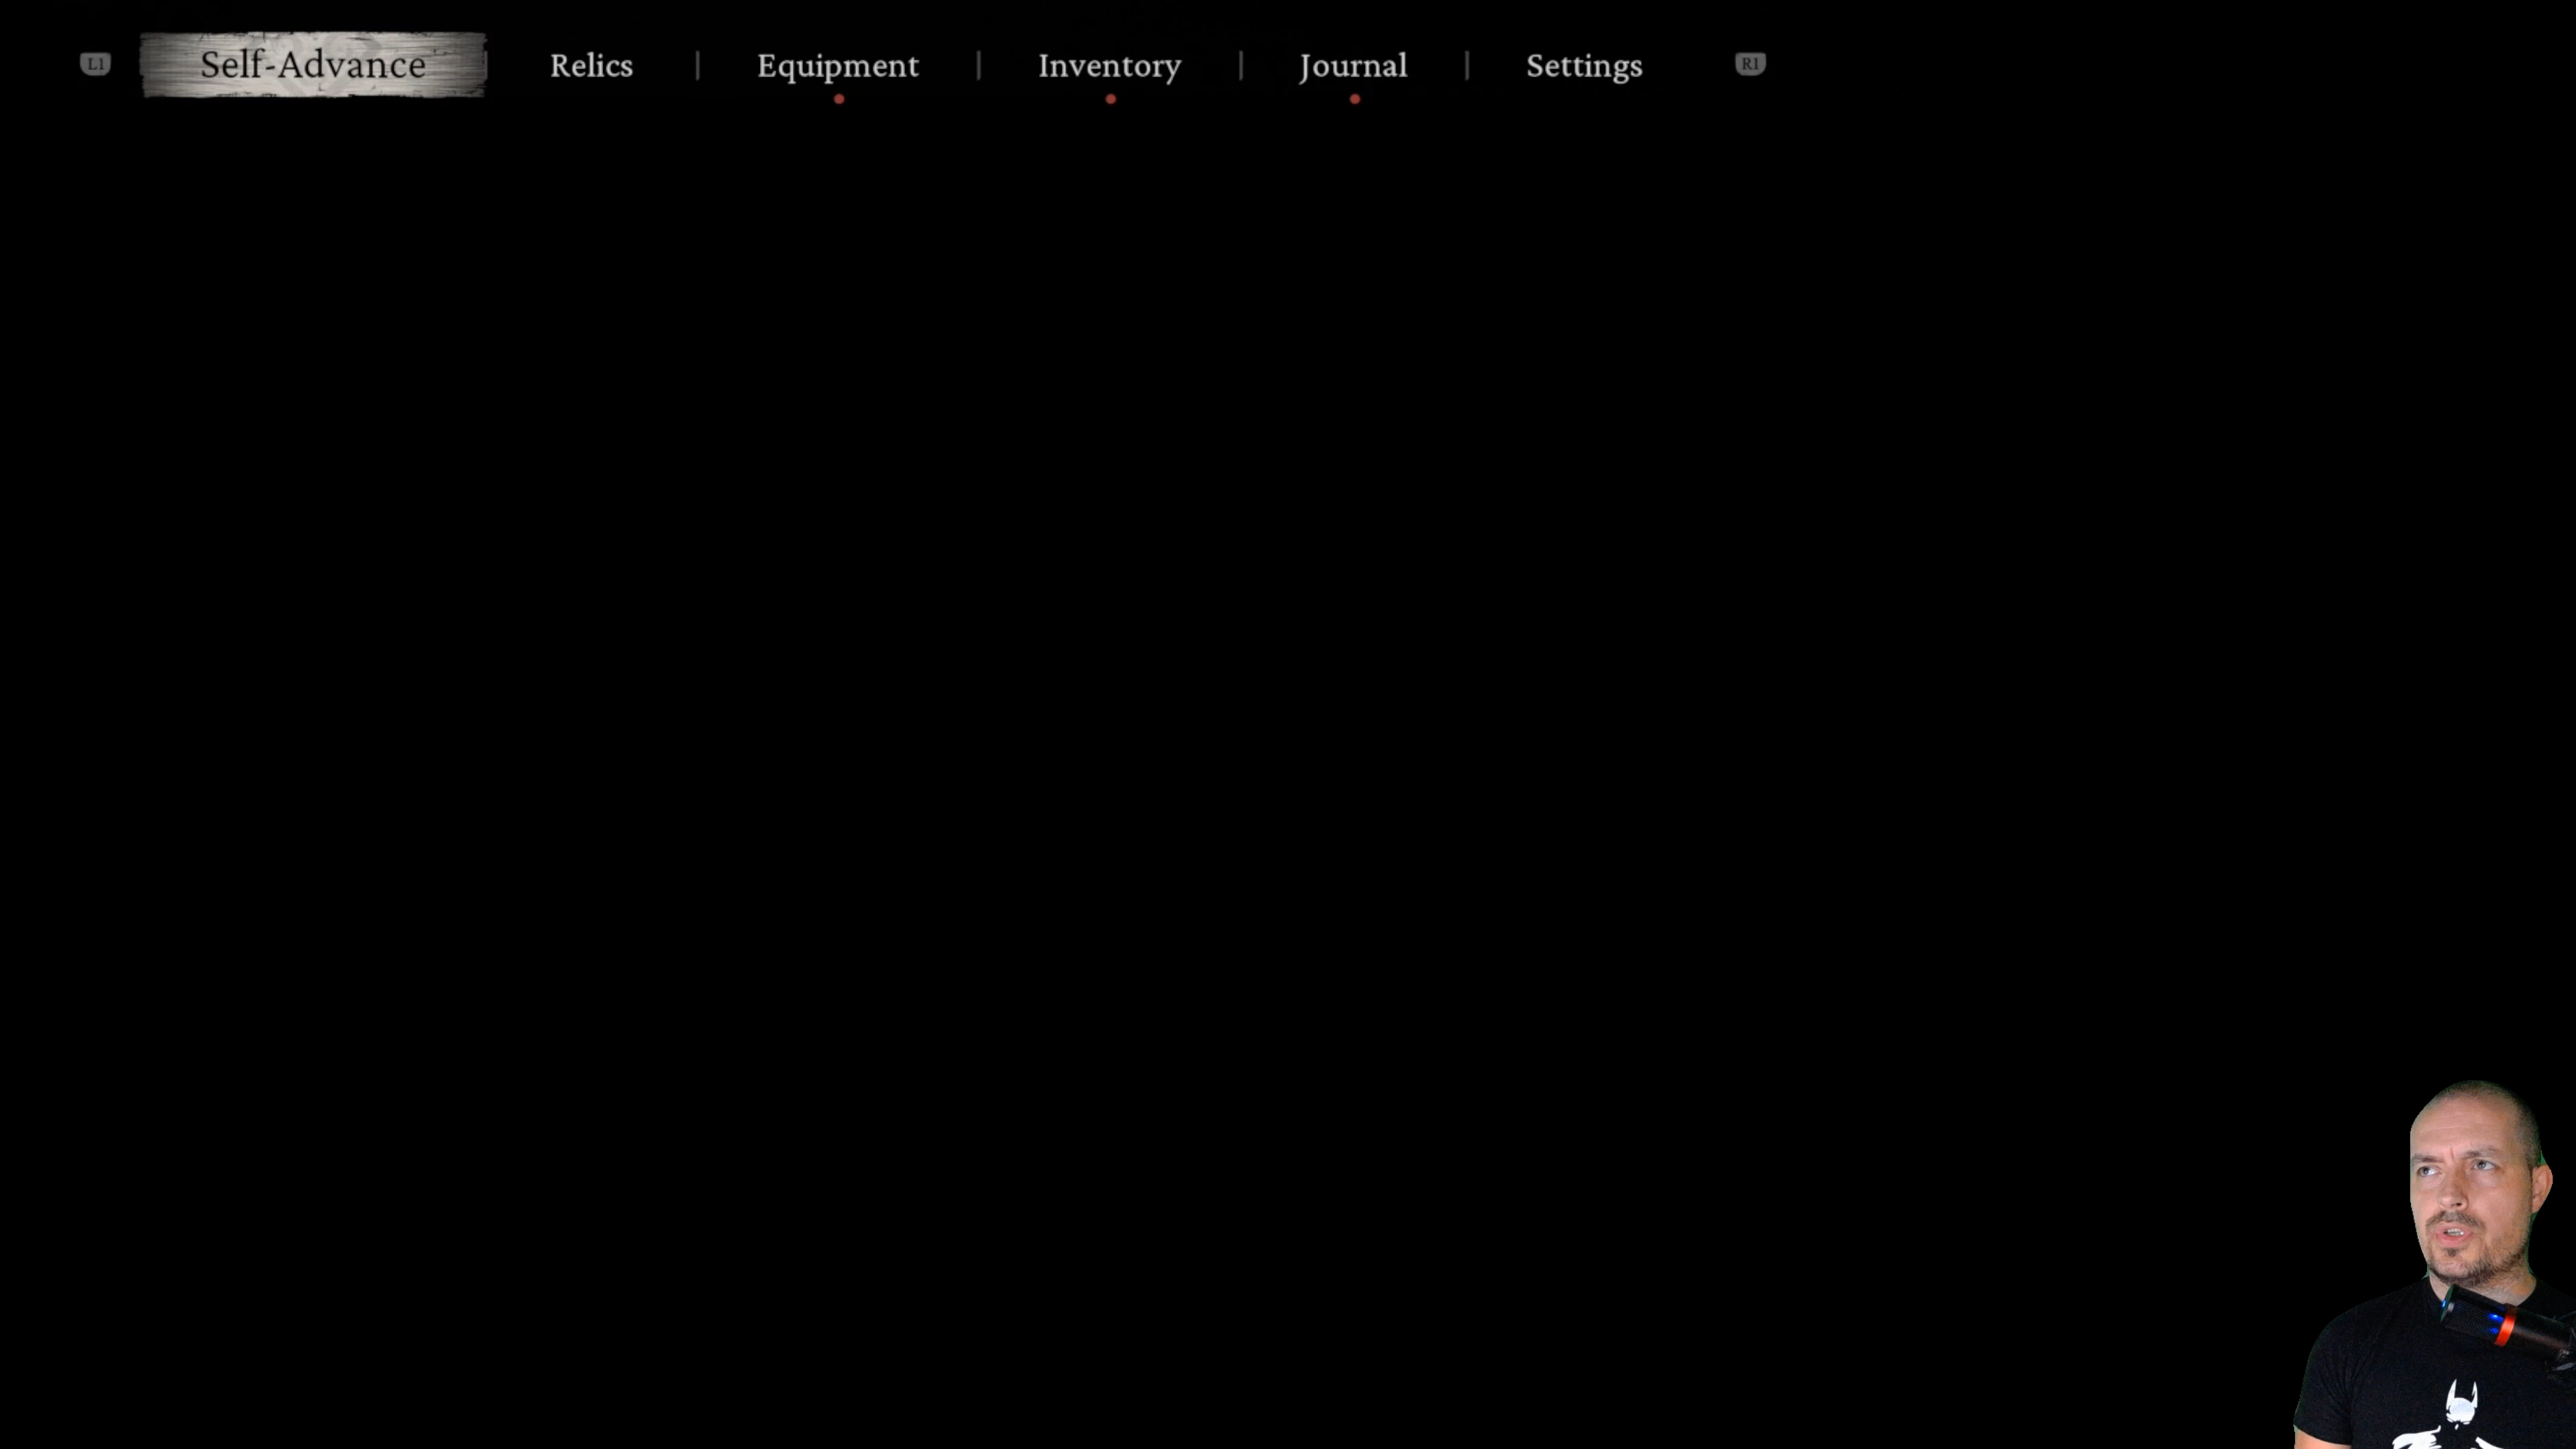 L1 Self-Advance Relics | Equipment | Inventory | Journal | Settings R1